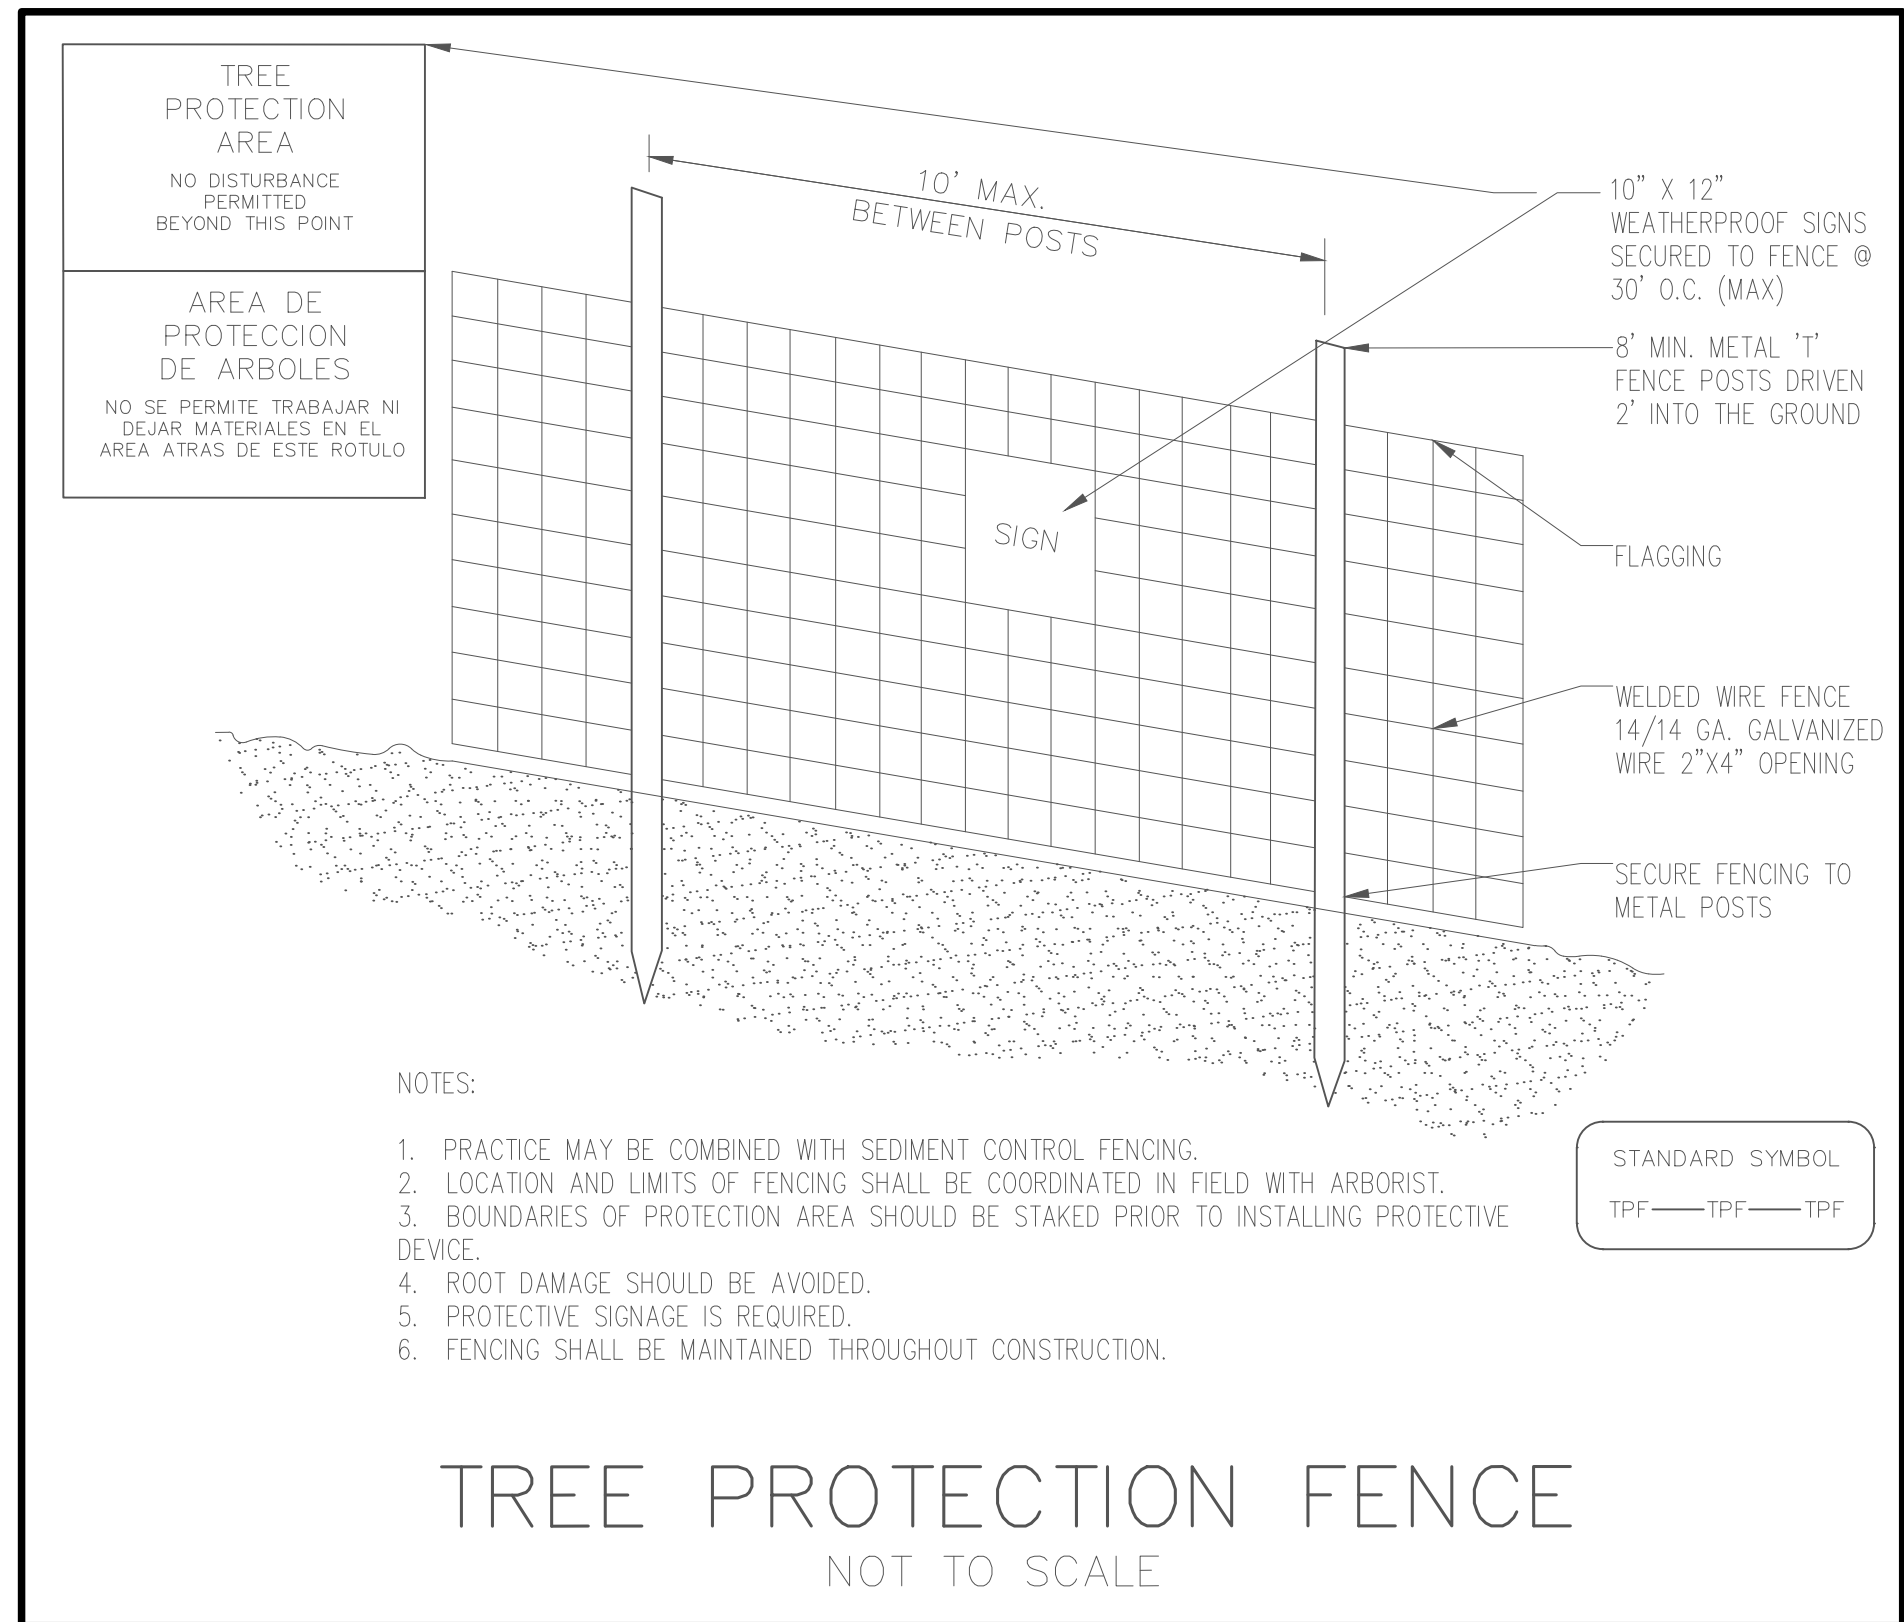 TREE
PROTECTION
AREA
NO DISTURBANCE
PERMITTED
BEYOND THIS POINT
AREA DE
PROTECCION
DE ARBOLES
NO SE PERMITE TRABAJAR NI
DEJAR MATERIALES EN EL
AREA ATRAS DE ESTE ROTULO
10' MAX.
BETWEEN POSTS
10" X 12"
WEATHERPROOF SIGNS
SECURED TO FENCE @
30' O.C. (MAX)
8' MIN. METAL 'T'
FENCE POSTS DRIVEN
2' INTO THE GROUND
SIGN
FLAGGING
WELDED WIRE FENCE
14/14 GA. GALVANIZED
WIRE 2"X4" OPENING
SECURE FENCING TO
METAL POSTS
NOTES:
1. PRACTICE MAY BE COMBINED WITH SEDIMENT CONTROL FENCING.
2. LOCATION AND LIMITS OF FENCING SHALL BE COORDINATED IN FIELD WITH ARBORIST.
3. BOUNDARIES OF PROTECTION AREA SHOULD BE STAKED PRIOR TO INSTALLING PROTECTIVE
DEVICE.
4. ROOT DAMAGE SHOULD BE AVOIDED.
5. PROTECTIVE SIGNAGE IS REQUIRED.
6. FENCING SHALL BE MAINTAINED THROUGHOUT CONSTRUCTION.
STANDARD SYMBOL
TPF——TPF——TPF
TREE PROTECTION FENCE
NOT TO SCALE